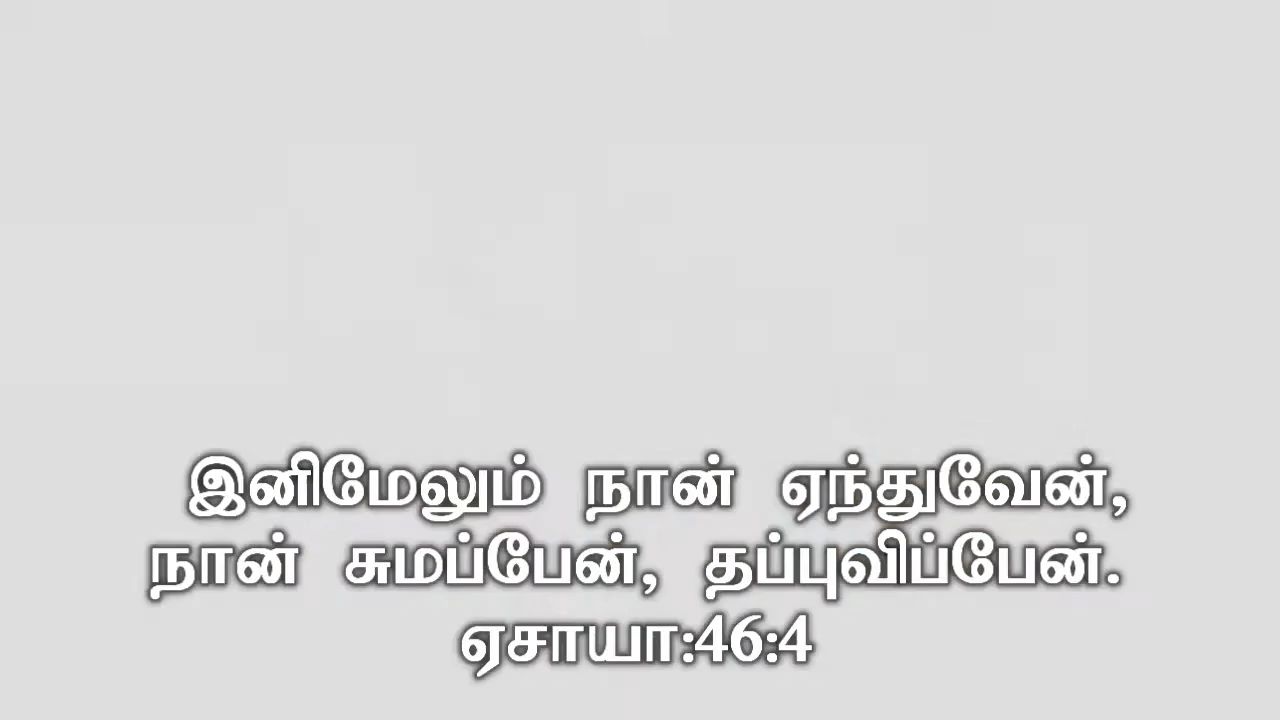 இனிமேலும் நான் ஏந்துவேன்,
நான் சுமப்பேன், தப்புவிப்பேன்.
ஏசாயா:46:4